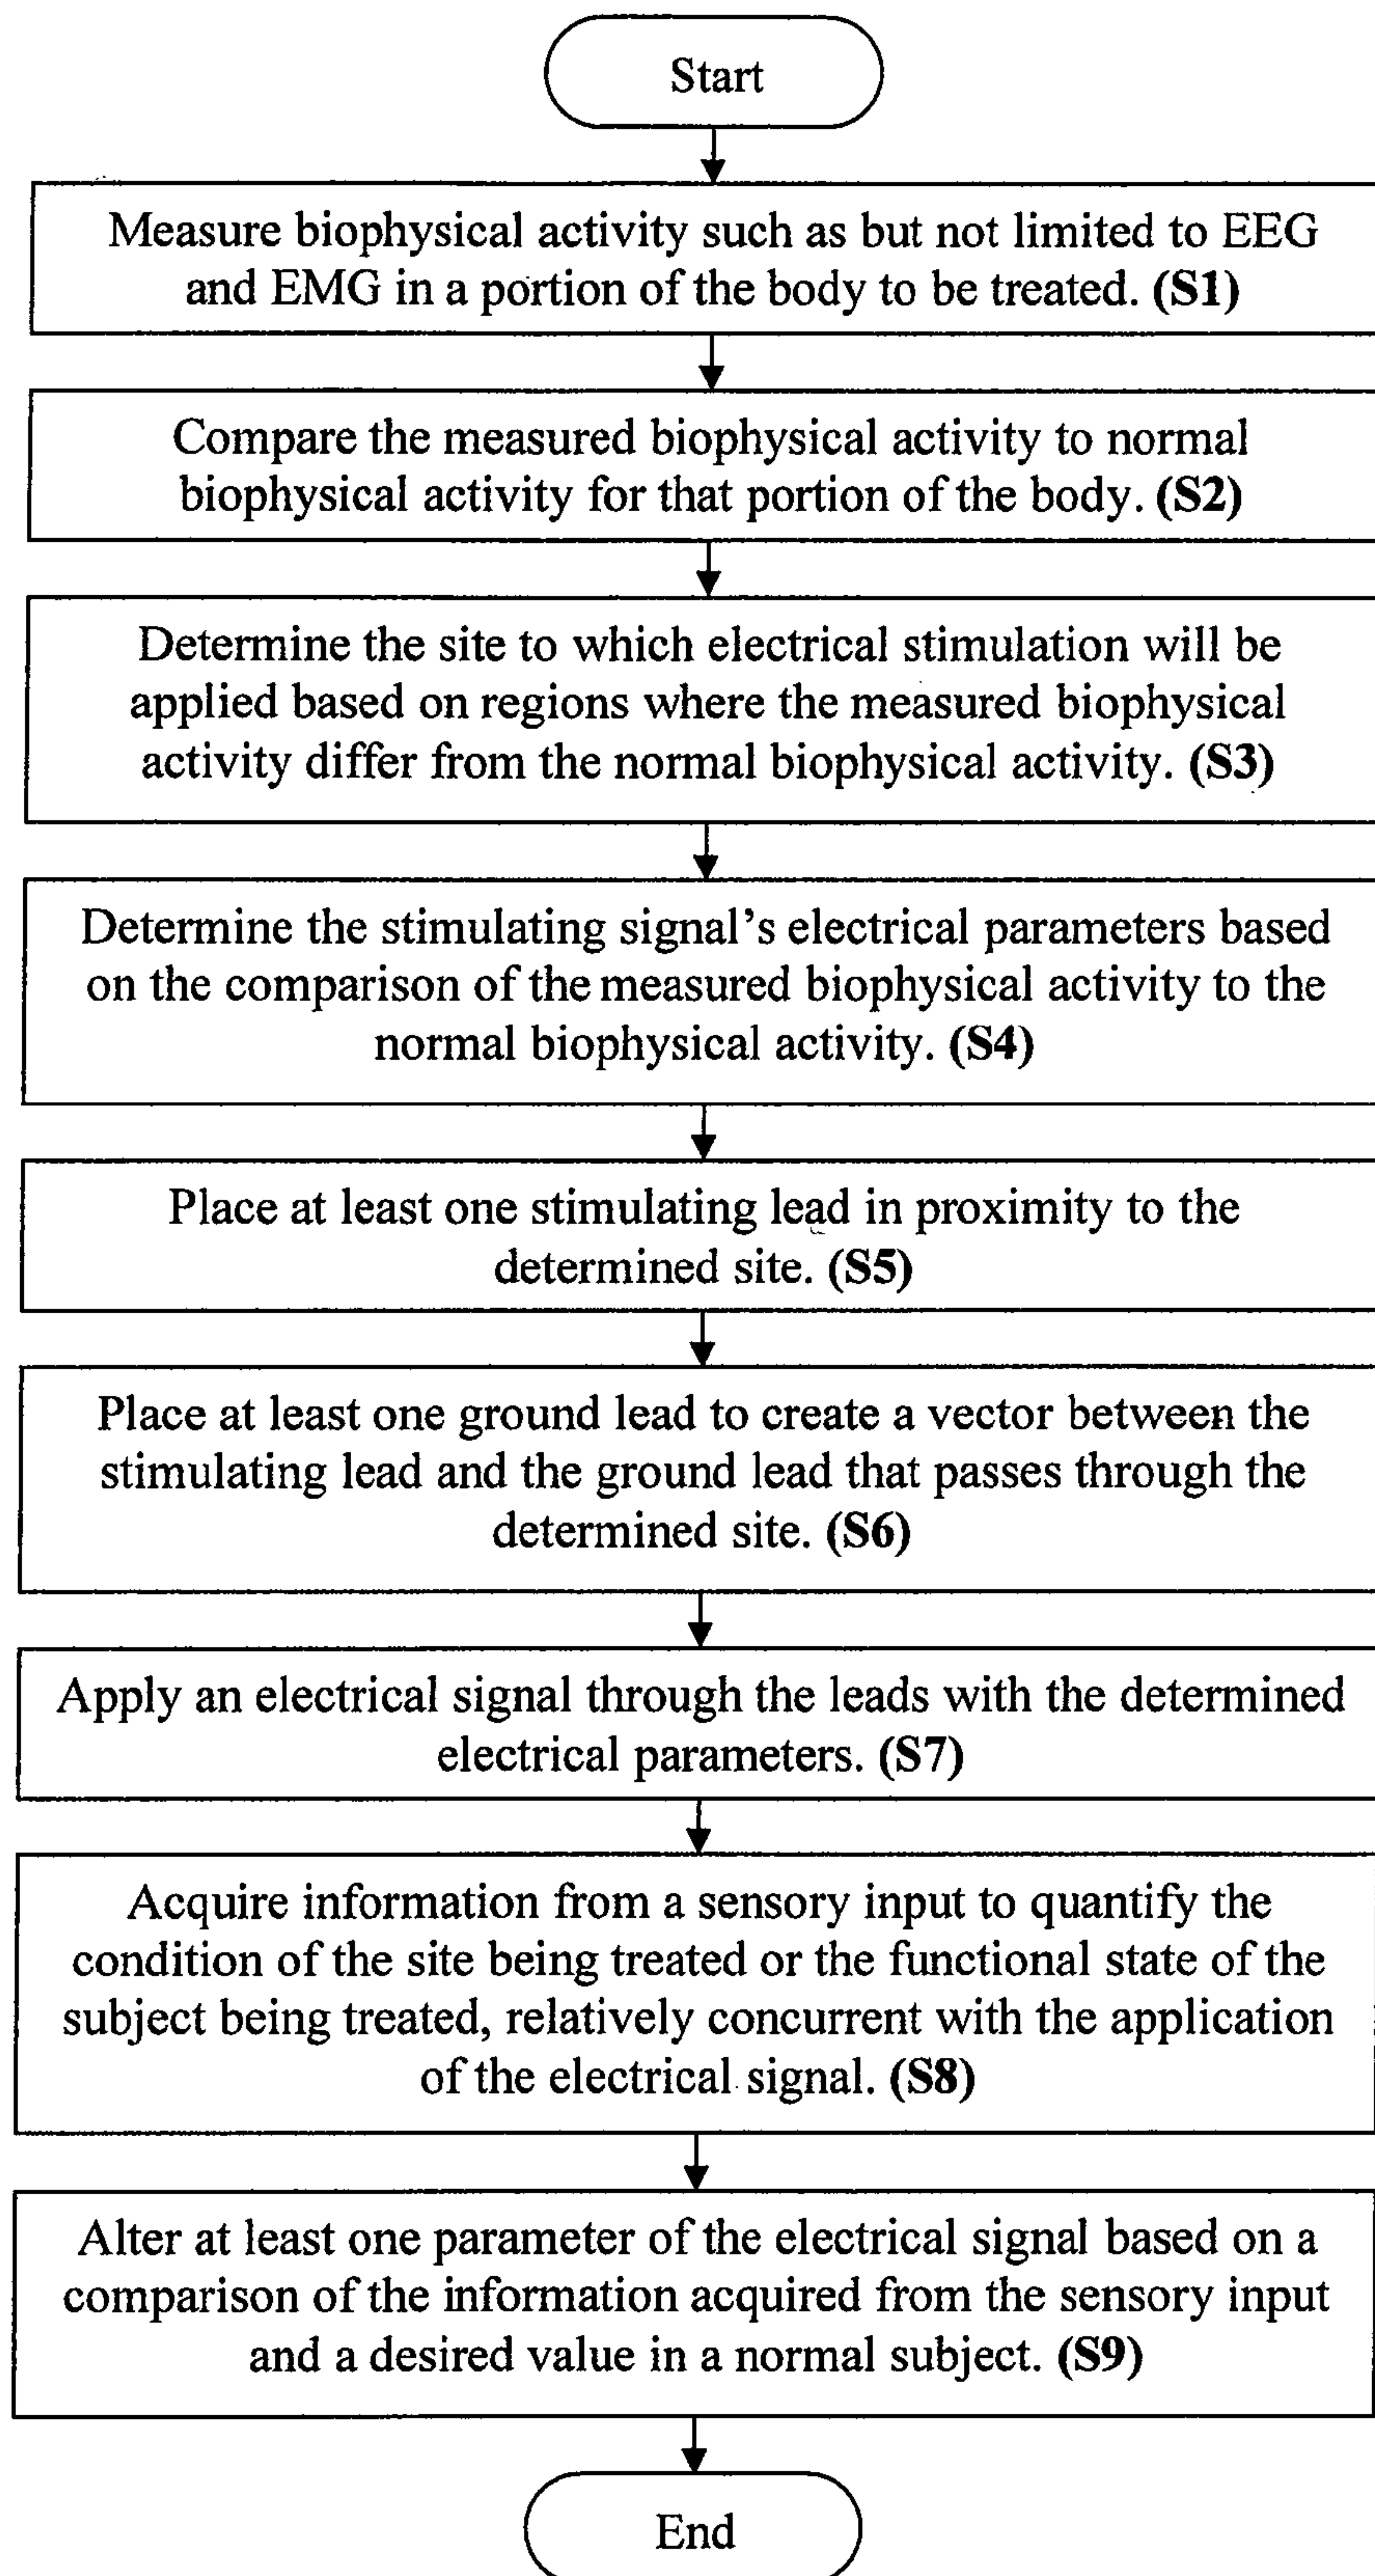 Start
Measure biophysical activity such as but not limited to EEG
and EMG in a portion of the body to be treated. (S1)
Compare the measured biophysical activity to normal
biophysical activity for that portion of the body. (S2)
Determine the site to which electrical stimulation will be
applied based on regions where the measured biophysical
activity differ from the normal biophysical activity. (S3)
Determine the stimulating signal's electrical parameters based
on the comparison of the measured biophysical activity to the
normal biophysical activity. (S4)
Place at least one stimulating lead in proximity to the
determined site. (S5)
Place at least one ground lead to create a vector between the
stimulating lead and the ground lead that passes through the
determined site. (S6)
Apply an electrical signal through the leads with the determined
electrical parameters. (S7)
Acquire information from a sensory input to quantify the
condition of the site being treated or the functional state of the
subject being treated, relatively concurrent with the application
of the electrical signal. (S8)
Alter at least one parameter of the electrical signal based on a
comparison of the information acquired from the sensory input
and a desired value in a normal subject. (S9)
End